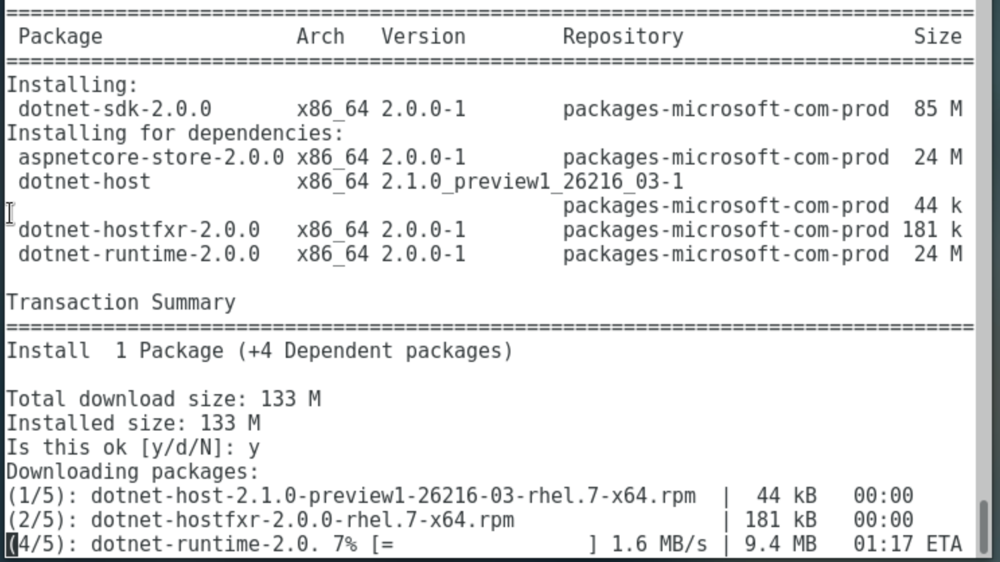 ================================================================================
 Package                Arch   Version        Repository                   Size
================================================================================
Installing:
 dotnet-sdk-2.0.0       x86_64 2.0.0-1        packages-microsoft-com-prod  85 M
Installing for dependencies:
 aspnetcore-store-2.0.0 x86_64 2.0.0-1        packages-microsoft-com-prod  24 M
 dotnet-host            x86_64 2.1.0_preview1_26216_03-1
                                              packages-microsoft-com-prod  44 k
 dotnet-hostfxr-2.0.0   x86_64 2.0.0-1        packages-microsoft-com-prod 181 k
 dotnet-runtime-2.0.0   x86_64 2.0.0-1        packages-microsoft-com-prod  24 M
Transaction Summary
================================================================================
Install  1 Package (+4 Dependent packages)
Total download size: 133 M
Installed size: 133 M
Is this ok [y/d/N]: y
Downloading packages:
(1/5): dotnet-host-2.1.0-preview1-26216-03-rhel.7-x64.rpm  |  44 kB   00:00
(2/5): dotnet-hostfxr-2.0.0-rhel.7-x64.rpm                 | 181 kB   00:00
(4/5): dotnet-runtime-2.0. 7% [=                ] 1.6 MB/s | 9.4 MB   01:17 ETA